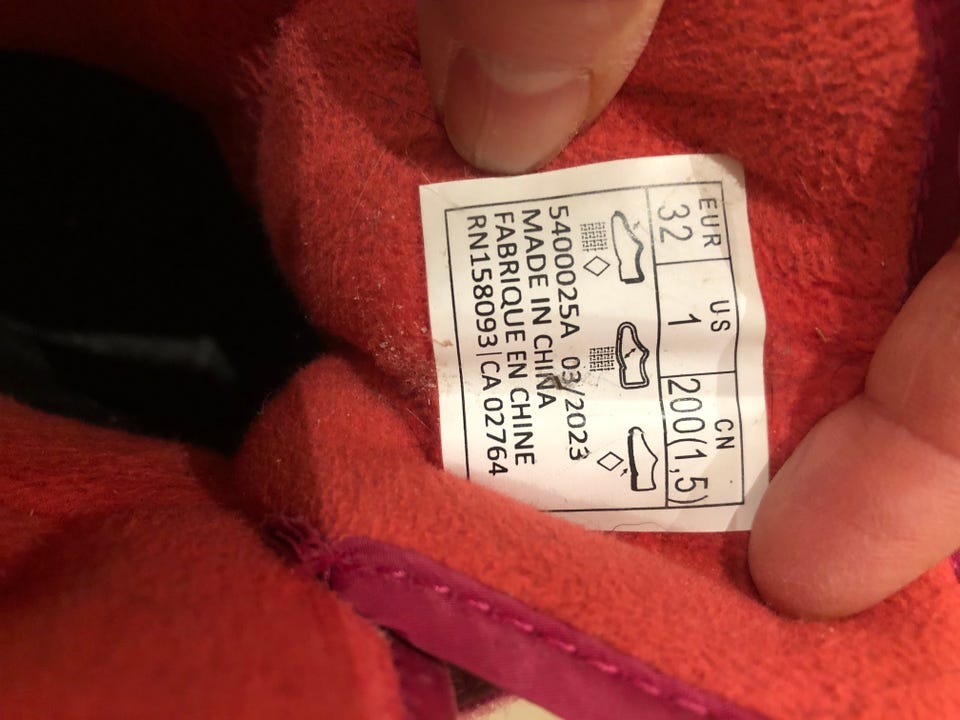 EUR US CN
32 1 200(1,5)
5400025A 03/2023
MADE IN CHINA
FABRIQUE EN CHINE
RN158093|CA 02764